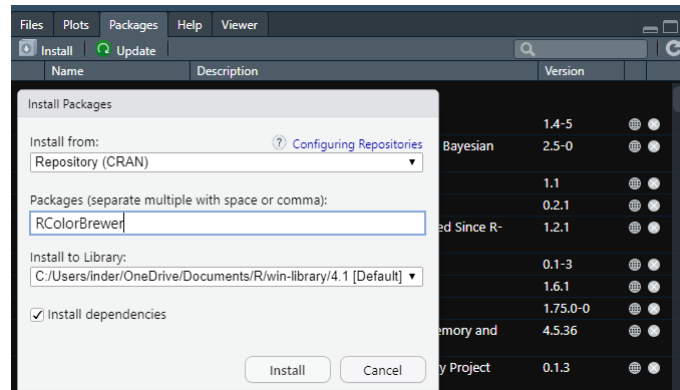 Files Plots Packages Help Viewer
Install Update
Name Description Version
Install Packages
1.4-5
Install from: ? Configuring Repositories
Repository (CRAN) Bayesian 2.5-0
1.1
Packages (separate multiple with space or comma): 0.2.1
RColorBrewer ed Since R- 1.2.1
Install to Library: 0.1-3
C:/Users/inder/OneDrive/Documents/R/win-library/4.1 [Default] 1.6.1
Install dependencies 1.75.0-0
emory and 4.5.36
Install Cancel y Project 0.1.3